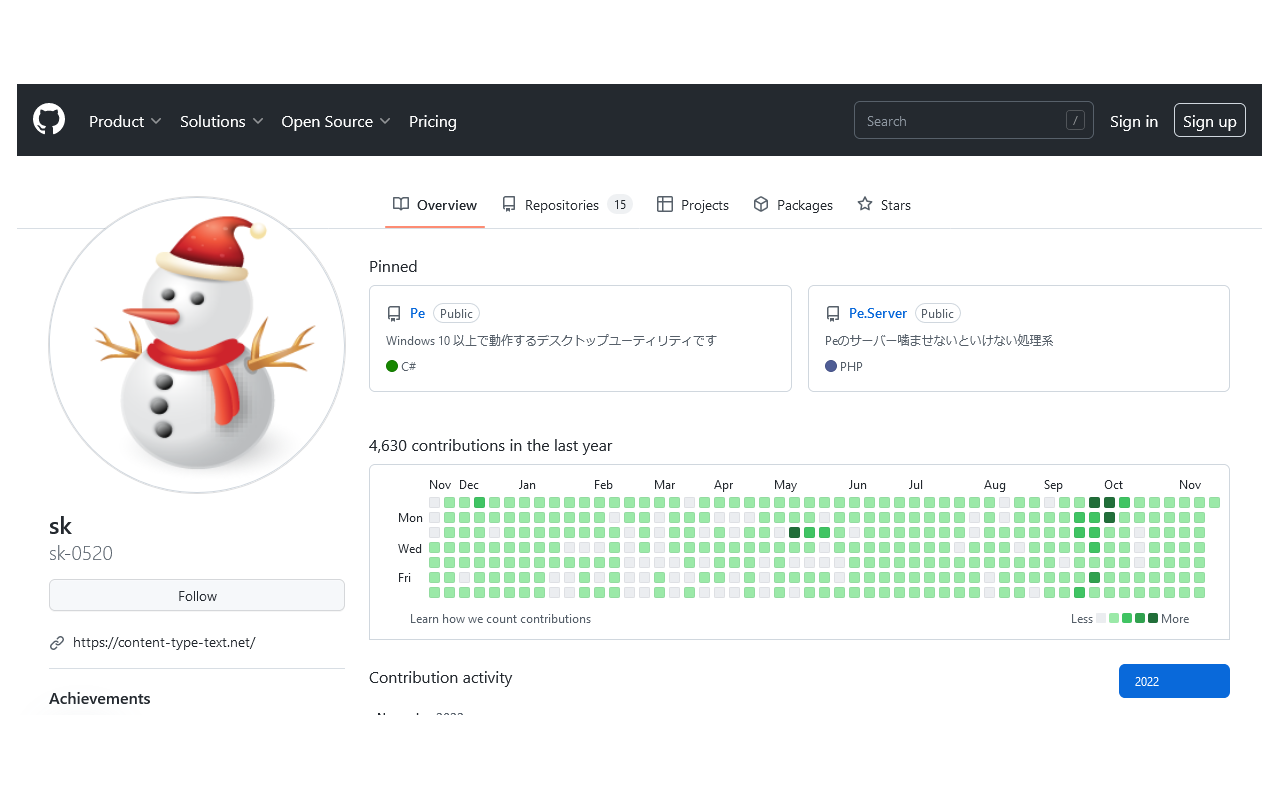 Product Solutions Open Source Pricing Search / Sign in Sign up
Overview Repositories 15 Projects Packages Stars
Pinned
Pe Public
Windows 10 以上で動作するデスクトップユーティリティです
C#
Pe.Server Public
Peのサーバー噛ませないといけない処理系
PHP
4,630 contributions in the last year
Nov Dec Jan Feb Mar Apr May Jun Jul Aug Sep Oct Nov
Mon
Wed
Fri
Learn how we count contributions
Less More
sk
sk-0520
Follow
https://content-type-text.net/
Achievements
Contribution activity
2022